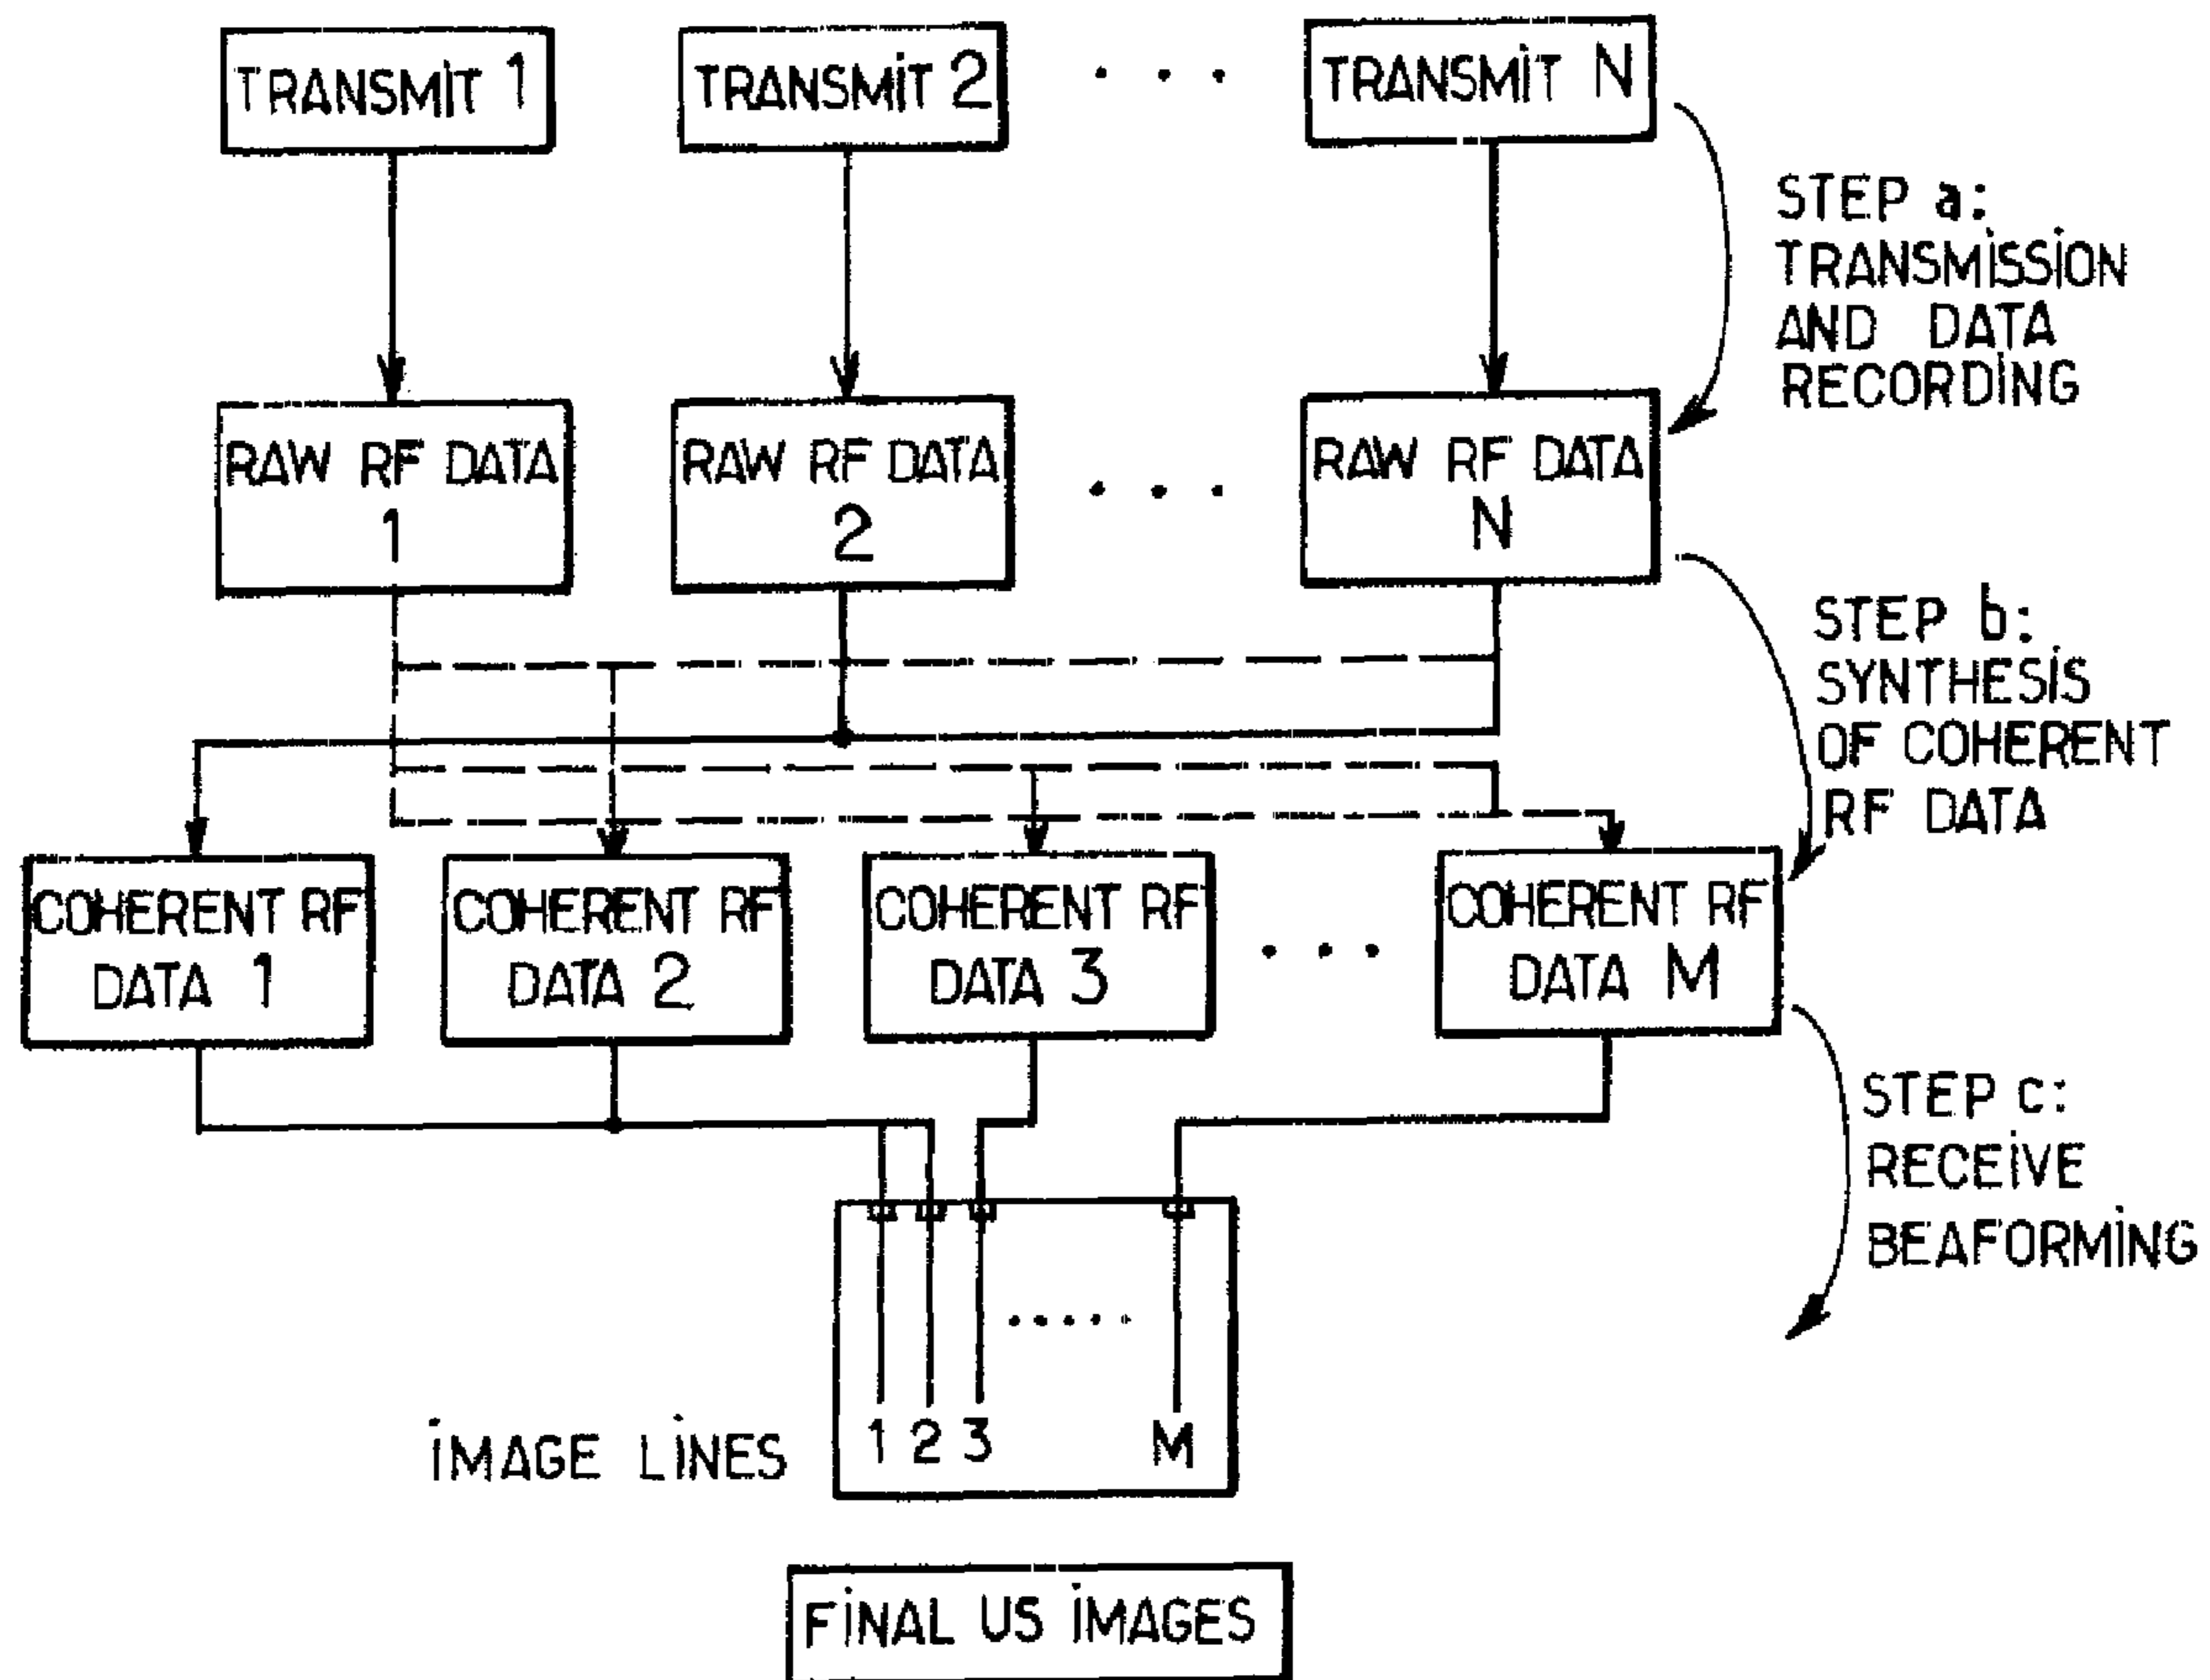 TRANSMIT 1
TRANSMIT 2
. . .
TRANSMIT N
STEP a:
TRANSMISSION
AND DATA
RECORDING
RAW RF DATA
1
RAW RF DATA
2
. . .
RAW RF DATA
N
STEP b:
SYNTHESIS
OF COHERENT
RF DATA
COHERENT RF
DATA 1
COHERENT RF
DATA 2
COHERENT RF
DATA 3
. . .
COHERENT RF
DATA M
STEP c:
RECEIVE
BEAFORMING
.....
IMAGE LINES
1 2 3 M
FINAL US IMAGES